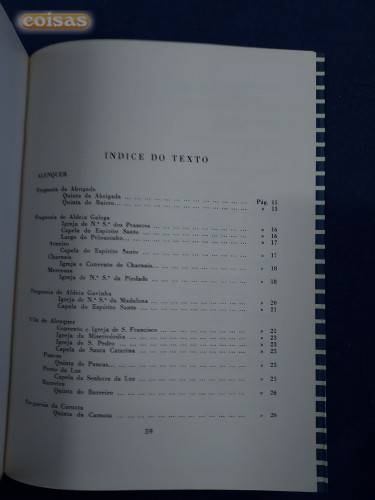 coisas
INDICE DO TEXTO
ALENQUER
Freguesia da Abrigada
Quinta da Abrigada ... Pág. 15
Quinta do Bairro... » 15
Freguesia de Aldeia Galega
Igreja de N.ª S.ª dos Prazeres ... » 16
Capela do Espírito Santo ... » 16
Largo do Pelourinho... » 17
Arneiro
Capela do Espírito Santo ... » 17
Charnais
Igreja e Convento de Charnais... » 18
Merceana
Igreja de N.ª S.ª da Piedade ... » 18
Freguesia de Aldeia Gavinha
Igreja de N.ª S.ª da Madalena ... » 20
Capela do Espírito Santo ... » 21
Vila de Alenquer
Convento e Igreja de S. Francisco ... » 21
Igreja da Misericórdia ... » 23
Igreja de S. Pedro ... » 23
Capela de Santa Catarina ... » 25
Pancas
Quinta de Pancas... » 25
Porto da Luz
Capela da Senhora da Luz ... » 25
Barreiro
Quinta do Barreiro ... » 26
Freguesia da Carnota
Quinta da Carnota ... » 26